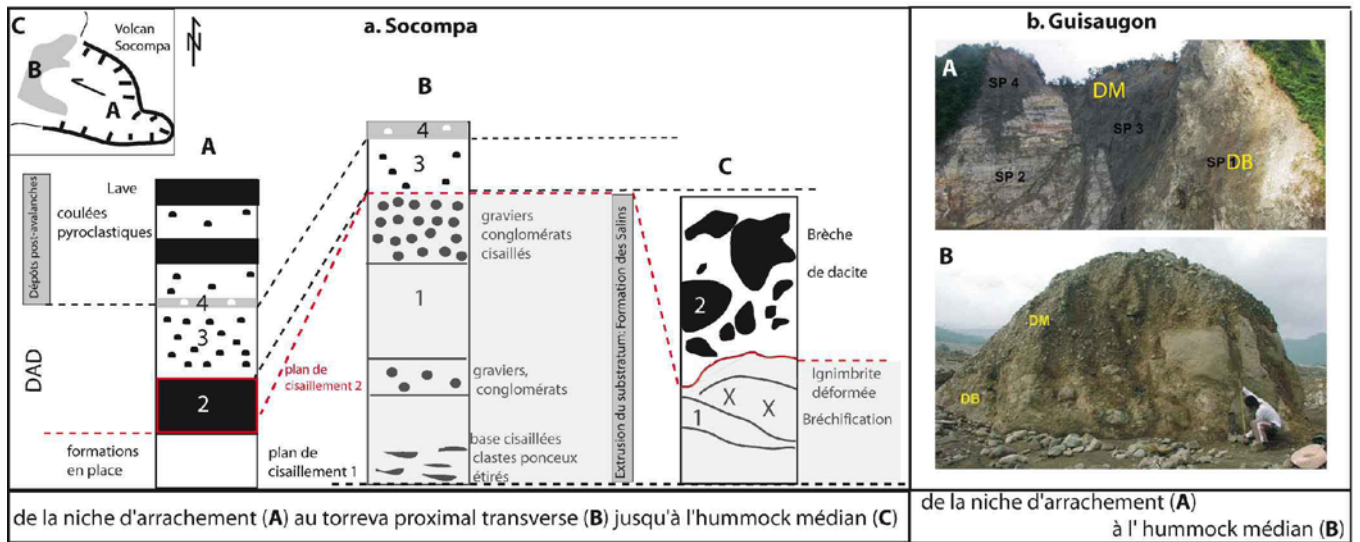 a. Socompa
C
Volcan
Socompa
B
A
N
A
Lave
coulées
pyroclastiques
4
3
2
Dépôts post-avalanches
DAD
formations
en place
plan de
cisaillement 2
plan de
cisaillement 1
B
4
3
graviers
conglomérats
cisaillés
1
graviers,
conglomérats
base cisaillées
clastes ponceux
étirés
Extrusion du substratum: Formation des Salins
C
Brèche
de dacite
2
Ignimbrite
déformée
X
X
1
Bréchification
de la niche d'arrachement (A) au torreva proximal transverse (B) jusqu'à l'hummock médian (C)
b. Guisaugon
A
SP 4
DM
SP 3
SP 1
DB
SP 2
B
DM
DB
de la niche d'arrachement (A)
à l' hummock médian (B)